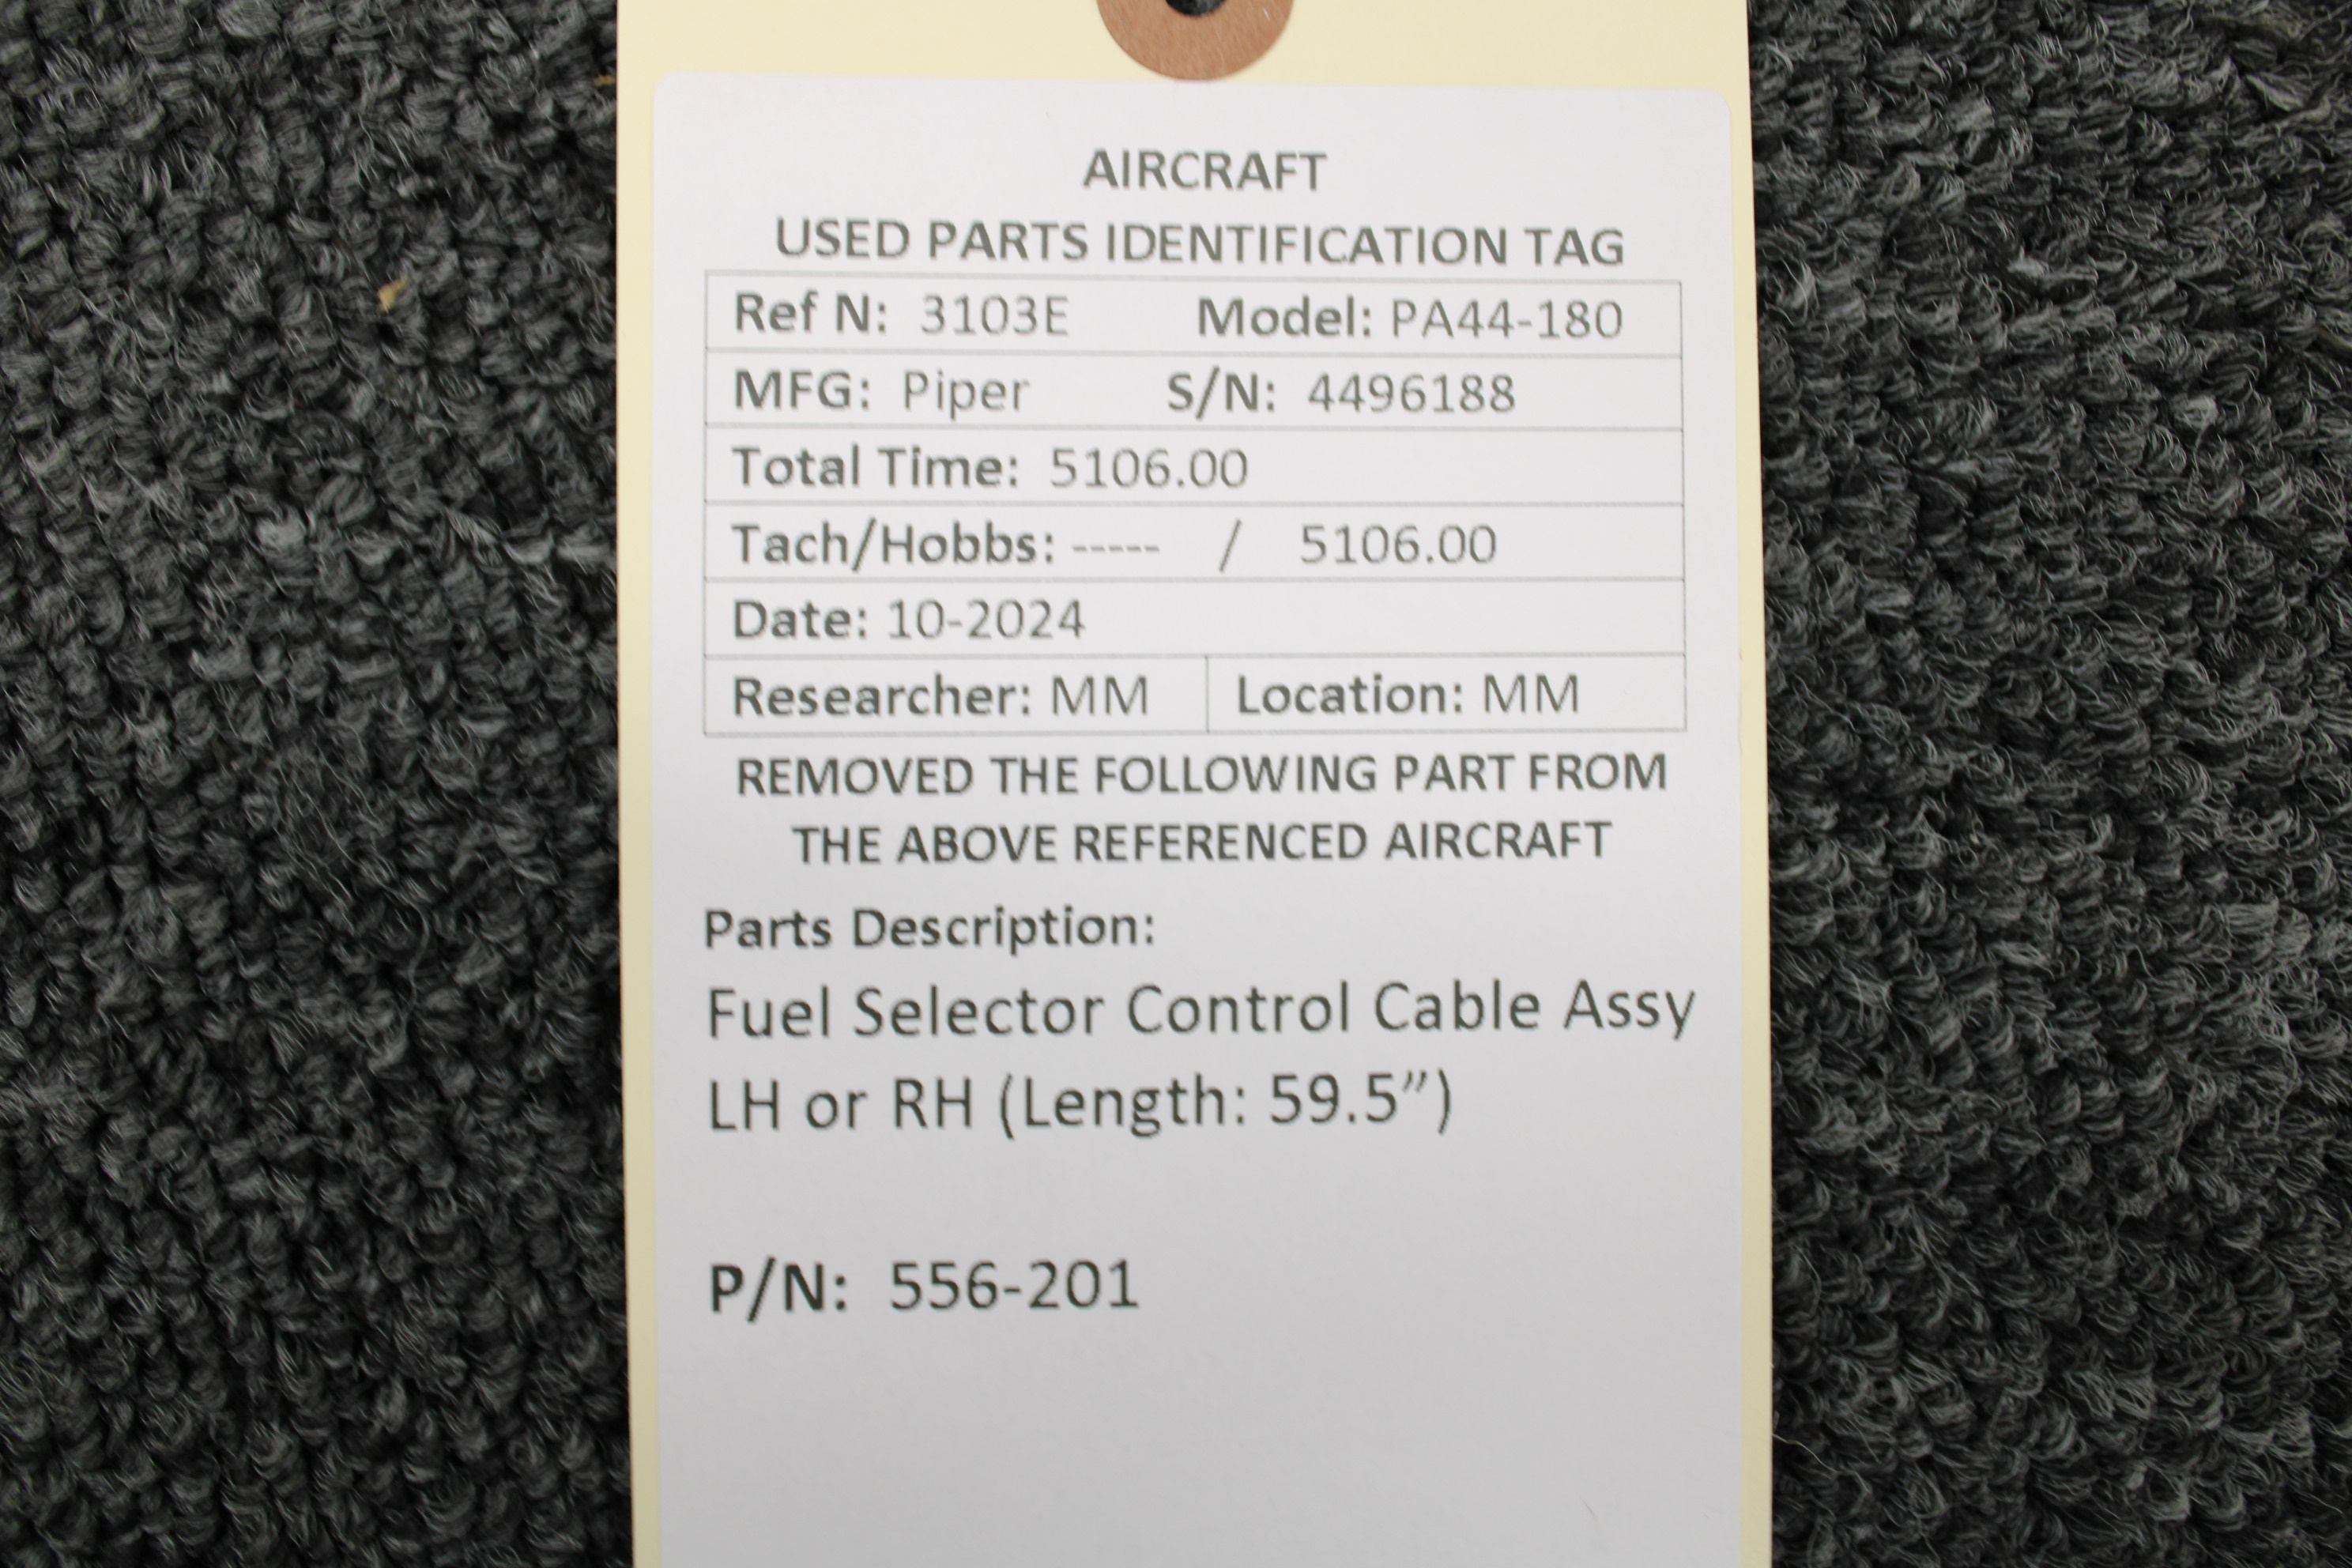 AIRCRAFT
USED PARTS IDENTIFICATION TAG
Ref N: 3103E Model: PA44-180
MFG: Piper S/N: 4496188
Total Time: 5106.00
Tach/Hobbs: ----- / 5106.00
Date: 10-2024
Researcher: MM Location: MM
REMOVED THE FOLLOWING PART FROM
THE ABOVE REFERENCED AIRCRAFT
Parts Description:
Fuel Selector Control Cable Assy
LH or RH (Length: 59.5”)
P/N: 556-201